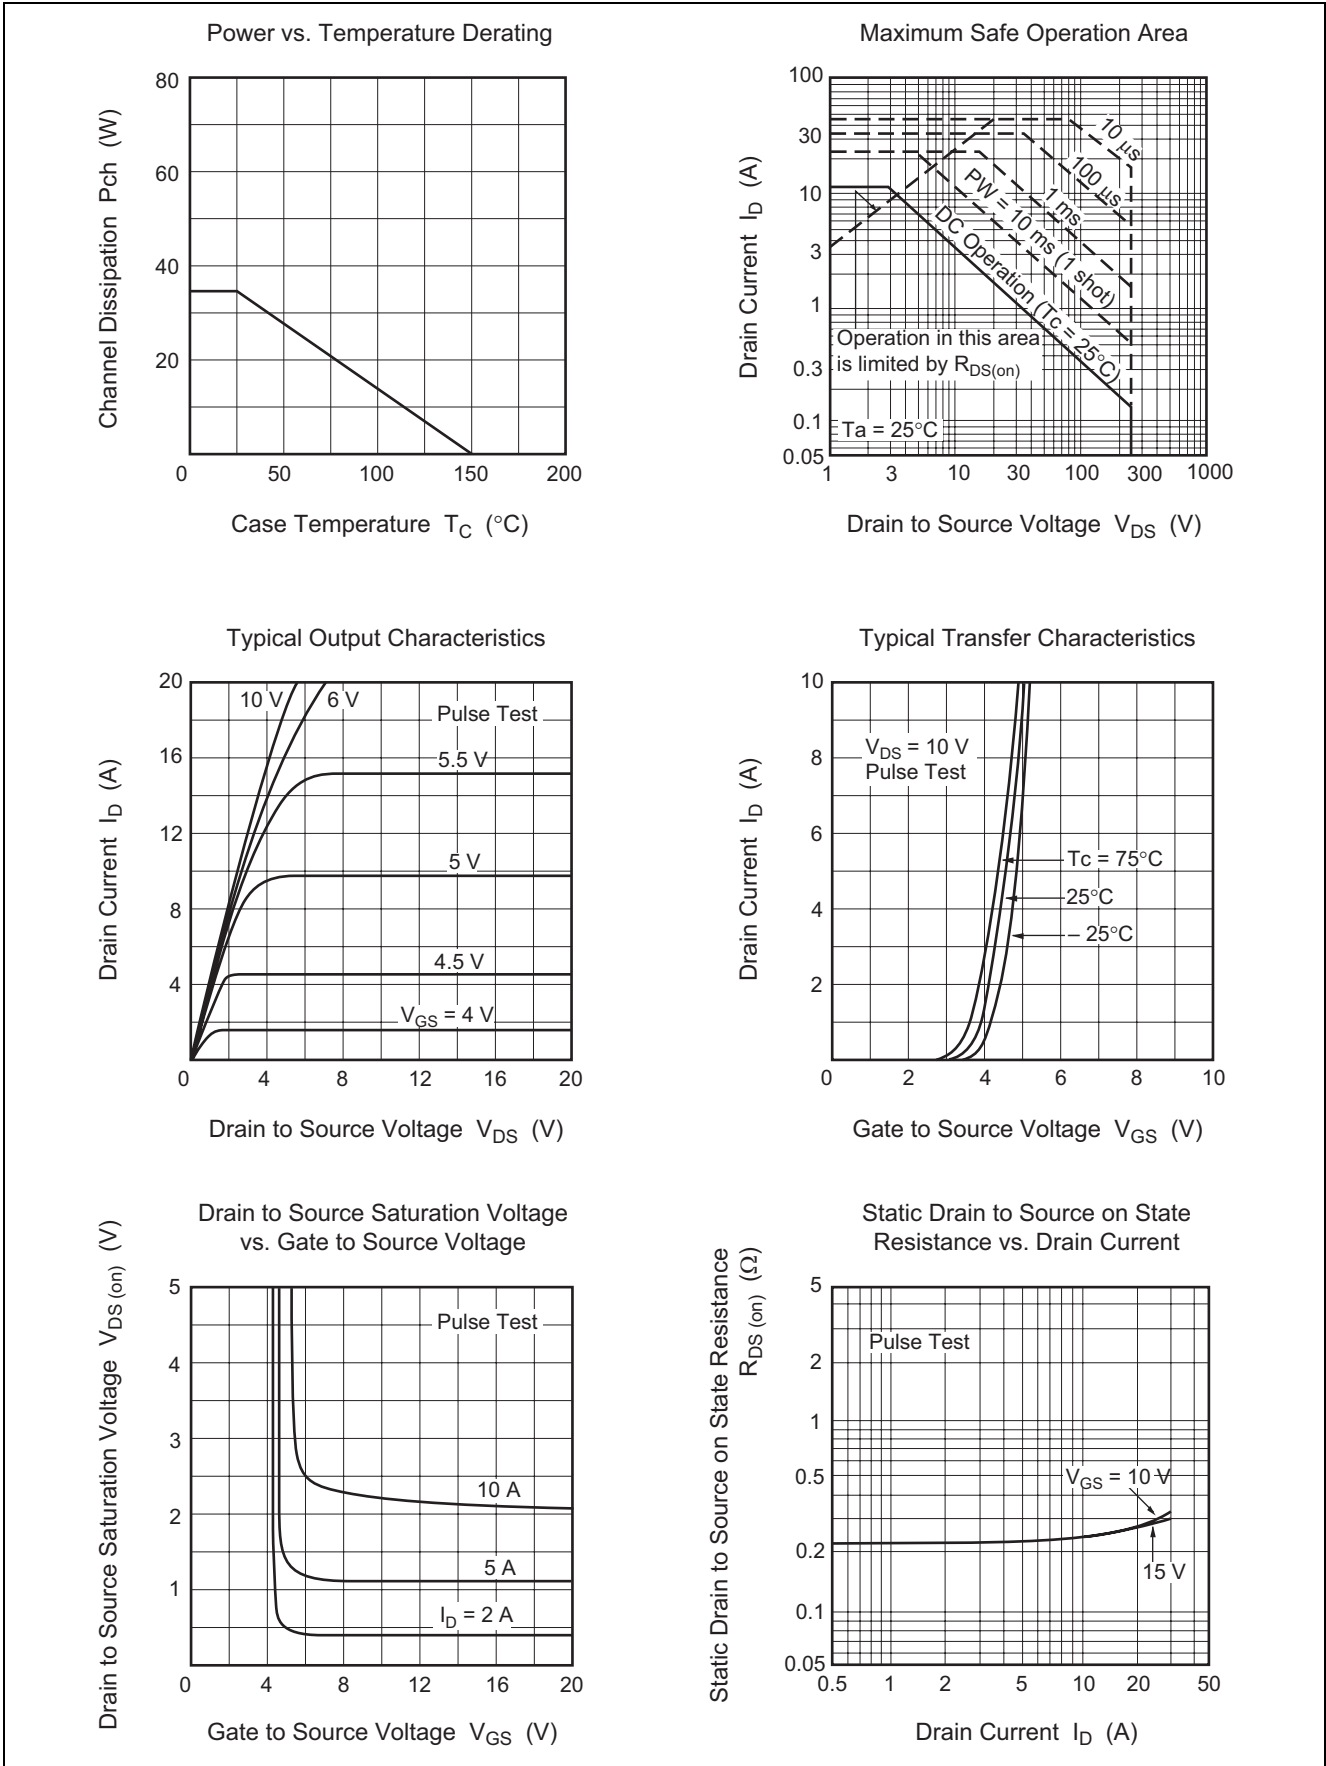 Power vs. Temperature Derating
Channel Dissipation Pch (W)
80
60
40
20
0 50 100 150 200
Case Temperature TC (°C)
Maximum Safe Operation Area
Drain Current ID (A)
100
30
10
3
1
0.3
0.1
0.05
10 μs
100 μs
1 ms
PW = 10 ms (1 shot)
DC Operation (Tc = 25°C)
Operation in this area
is limited by RDS(on)
Ta = 25°C
1 3 10 30 100 300 1000
Drain to Source Voltage VDS (V)
Typical Output Characteristics
Drain Current ID (A)
20
16
12
8
4
10 V
6 V
Pulse Test
5.5 V
5 V
4.5 V
VGS = 4 V
0 4 8 12 16 20
Drain to Source Voltage VDS (V)
Typical Transfer Characteristics
Drain Current ID (A)
10
8
6
4
2
VDS = 10 V
Pulse Test
Tc = 75°C
25°C
– 25°C
0 2 4 6 8 10
Gate to Source Voltage VGS (V)
Drain to Source Saturation Voltage
vs. Gate to Source Voltage
Drain to Source Saturation Voltage VDS (on) (V)
5
4
3
2
1
Pulse Test
10 A
5 A
ID = 2 A
0 4 8 12 16 20
Gate to Source Voltage VGS (V)
Static Drain to Source on State
Resistance vs. Drain Current
Static Drain to Source on State Resistance
RDS (on) (Ω)
5
2
1
0.5
0.2
0.1
0.05
Pulse Test
VGS = 10 V
15 V
0.5 1 2 5 10 20 50
Drain Current ID (A)